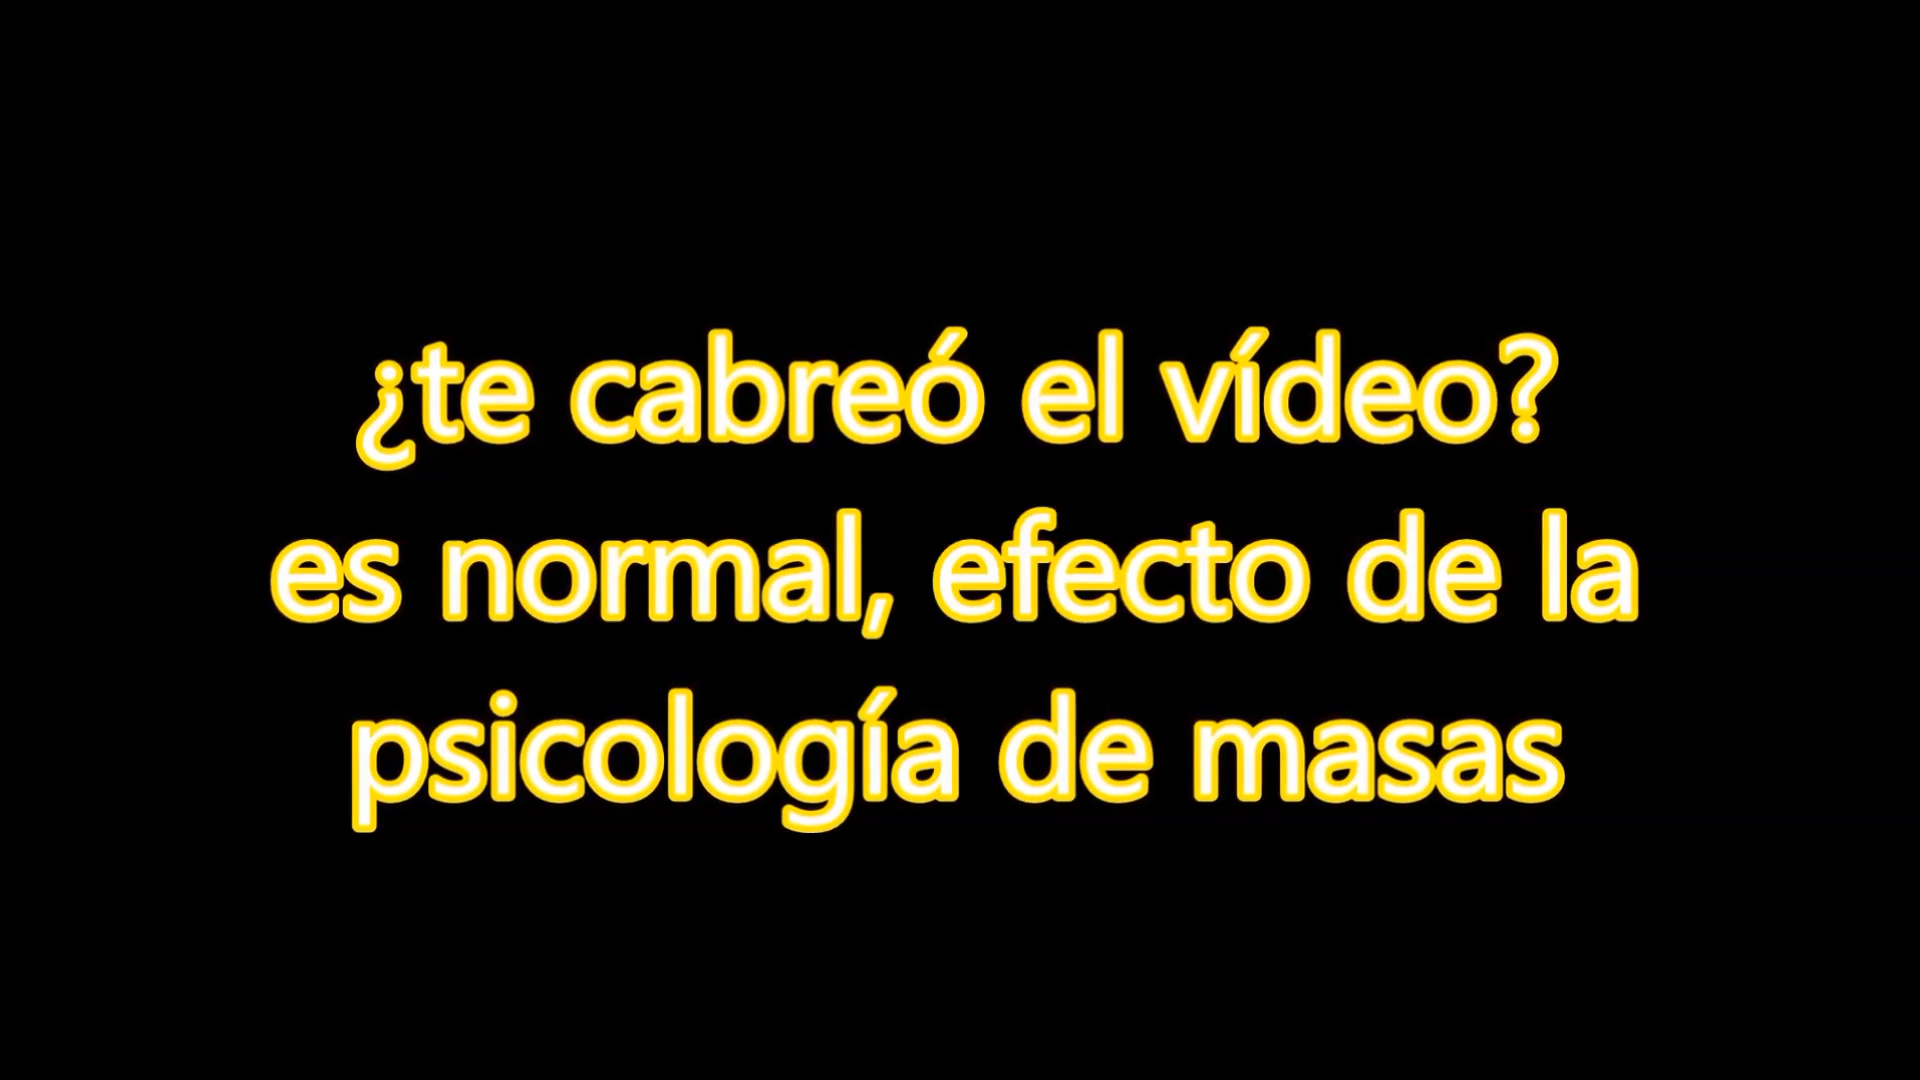 ¿te cabreó el vídeo?
es normal, efecto de la
psicología de masas